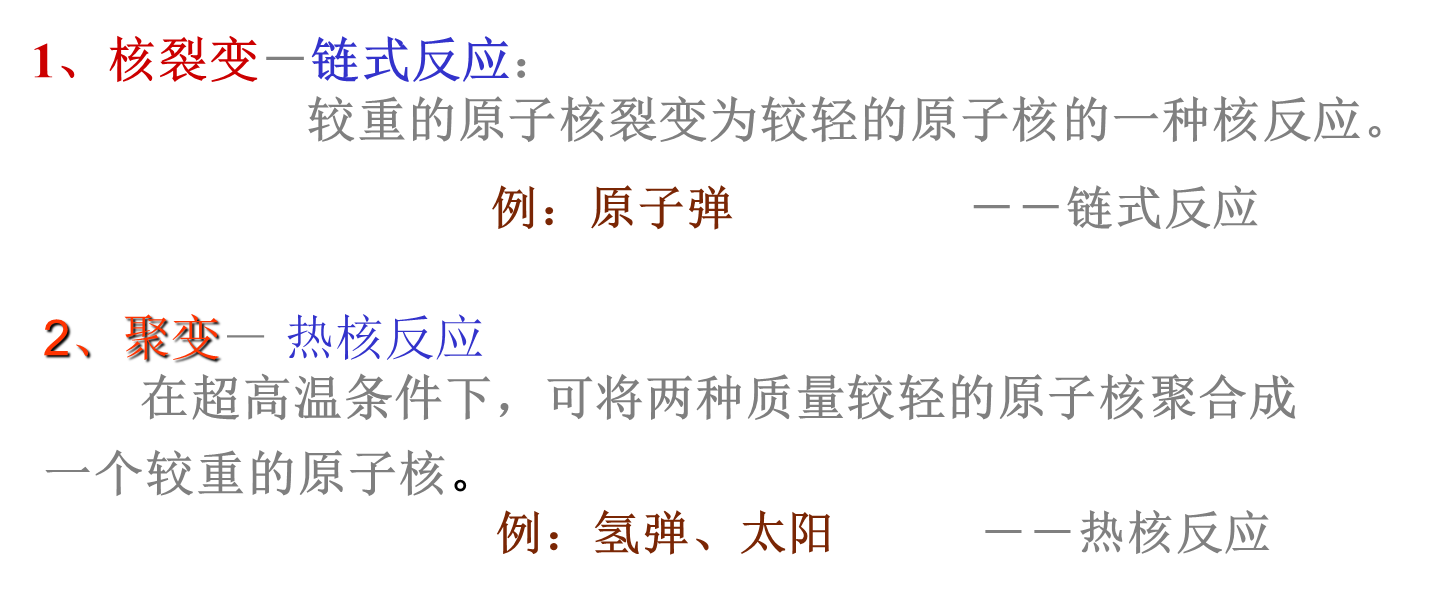 1、核裂变－链式反应：
较重的原子核裂变为较轻的原子核的一种核反应。
例：原子弹 －－链式反应
2、聚变－ 热核反应
在超高温条件下，可将两种质量较轻的原子核聚合成
一个较重的原子核。
例：氢弹、太阳 －－热核反应